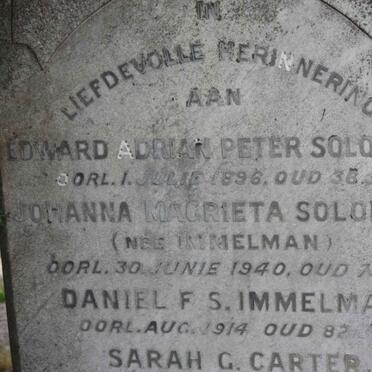 IN
LIEFDEVOLLE HERINNERING
AAN
EDWARD ADRIAN PETER SOLO
OORL. 1. JULIE 1896, OUD 38
JOHANNA MAGRIETA SOLO
(NEE IMMELMAN)
OORL. 30 JUNIE 1940, OUD 7
DANIEL F. S. IMMELMA
OORL. AUG. 1914 OUD 82
SARAH G. CARTER